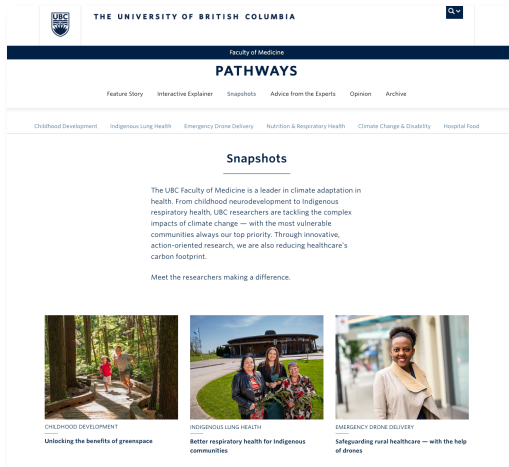 UBC
THE UNIVERSITY OF BRITISH COLUMBIA
Faculty of Medicine
PATHWAYS
Feature Story Interactive Explainer Snapshots Advice from the Experts Opinion Archive
Childhood Development Indigenous Lung Health Emergency Drone Delivery Nutrition & Respiratory Health Climate Change & Disability Hospital Food
Snapshots
The UBC Faculty of Medicine is a leader in climate adaptation in
health. From childhood neurodevelopment to Indigenous
respiratory health, UBC researchers are tackling the complex
impacts of climate change — with the most vulnerable
communities always our top priority. Through innovative,
action-oriented research, we are also reducing healthcare's
carbon footprint.
Meet the researchers making a difference.
CHILDHOOD DEVELOPMENT
Unlocking the benefits of greenspace
INDIGENOUS LUNG HEALTH
Better respiratory health for Indigenous
communities
EMERGENCY DRONE DELIVERY
Safeguarding rural healthcare — with the help
of drones